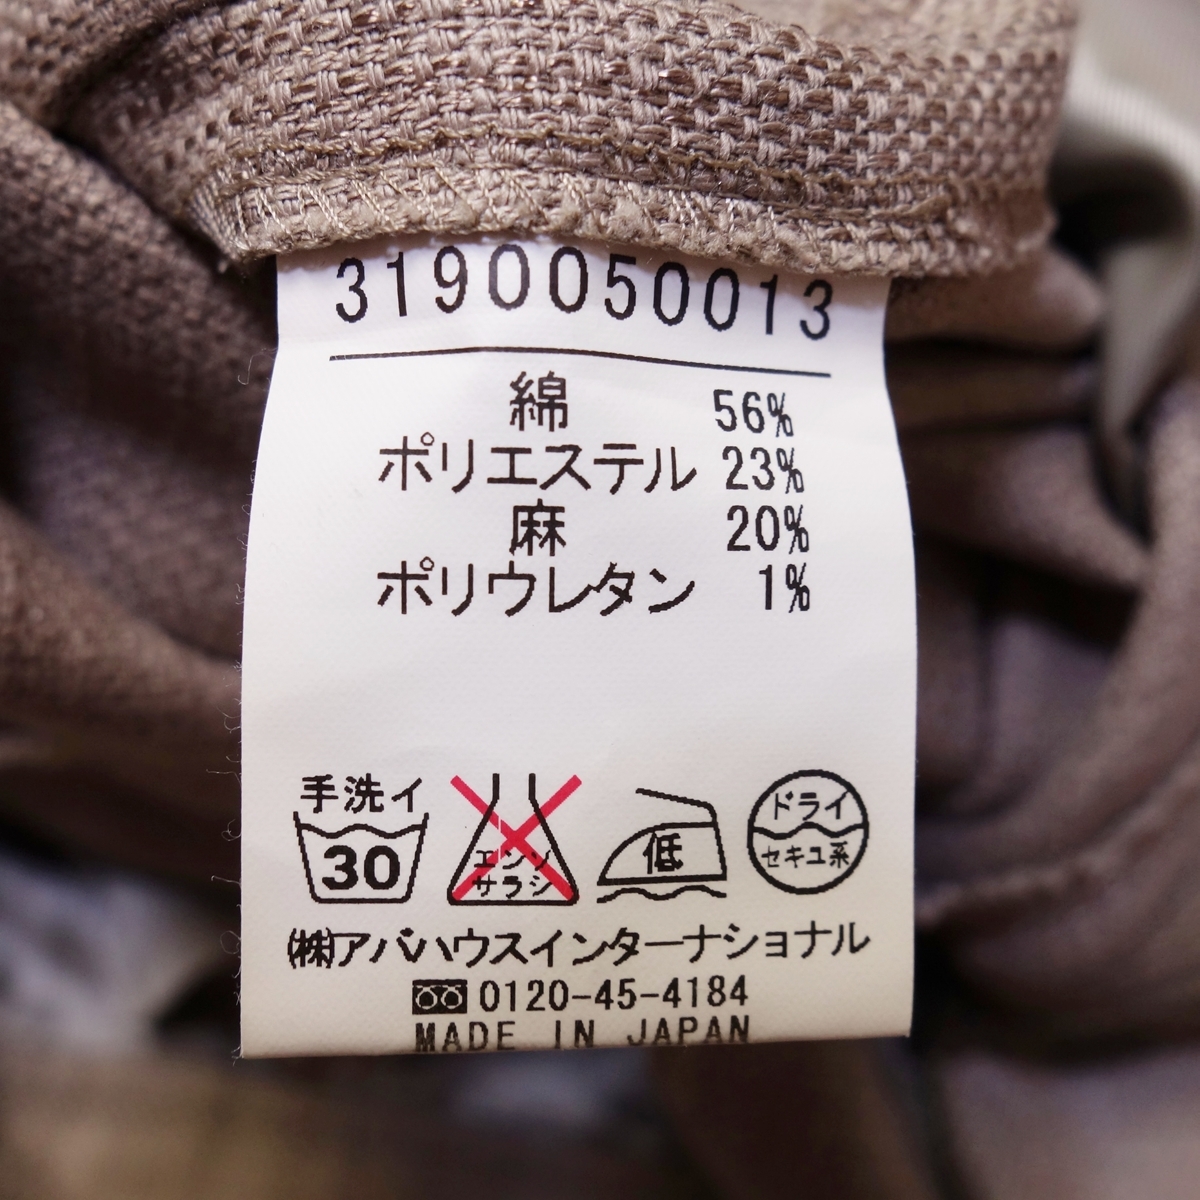 3190050013
綿 56%
ポリエステル 23%
麻 20%
ポリウレタン 1%
手洗イ
30
エンソ
サラシ
低
ドライ
セキユ系
㈱アバハウスインターナショナル
0120-45-4184
MADE IN JAPAN